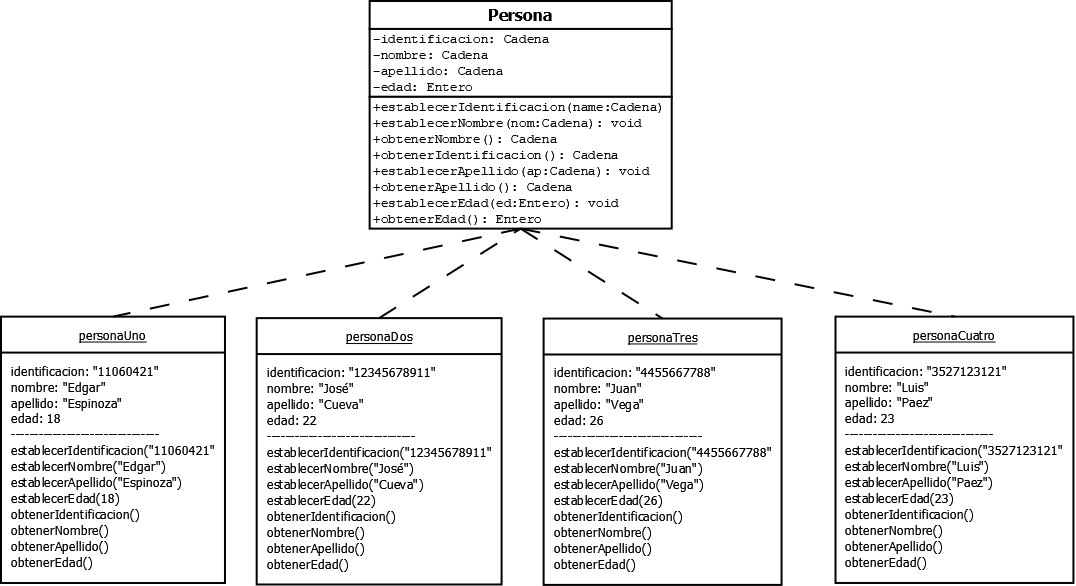 Persona
-identificacion: Cadena
-nombre: Cadena
-apellido: Cadena
-edad: Entero
+establecerIdentificacion(name:Cadena)
+establecerNombre(nom:Cadena): void
+obtenerNombre(): Cadena
+obtenerIdentificacion(): Cadena
+establecerApellido(ap:Cadena): void
+obtenerApellido(): Cadena
+establecerEdad(ed:Entero): void
+obtenerEdad(): Entero
personaUno
identificacion: "11060421"
nombre: "Edgar"
apellido: "Espinoza"
edad: 18
--------------------------------
establecerIdentificacion("11060421"
establecerNombre("Edgar")
establecerApellido("Espinoza")
establecerEdad(18)
obtenerIdentificacion()
obtenerNombre()
obtenerApellido()
obtenerEdad()
personaDos
identificacion: "12345678911"
nombre: "José"
apellido: "Cueva"
edad: 22
--------------------------------
establecerIdentificacion("12345678911"
establecerNombre("José")
establecerApellido("Cueva")
establecerEdad(22)
obtenerIdentificacion()
obtenerNombre()
obtenerApellido()
obtenerEdad()
personaTres
identificacion: "4455667788"
nombre: "Juan"
apellido: "Vega"
edad: 26
--------------------------------
establecerIdentificacion("4455667788"
establecerNombre("Juan")
establecerApellido("Vega")
establecerEdad(26)
obtenerIdentificacion()
obtenerNombre()
obtenerApellido()
obtenerEdad()
personaCuatro
identificacion: "3527123121"
nombre: "Luis"
apellido: "Paez"
edad: 23
--------------------------------
establecerIdentificacion("3527123121"
establecerNombre("Luis")
establecerApellido("Paez")
establecerEdad(23)
obtenerIdentificacion()
obtenerNombre()
obtenerApellido()
obtenerEdad()